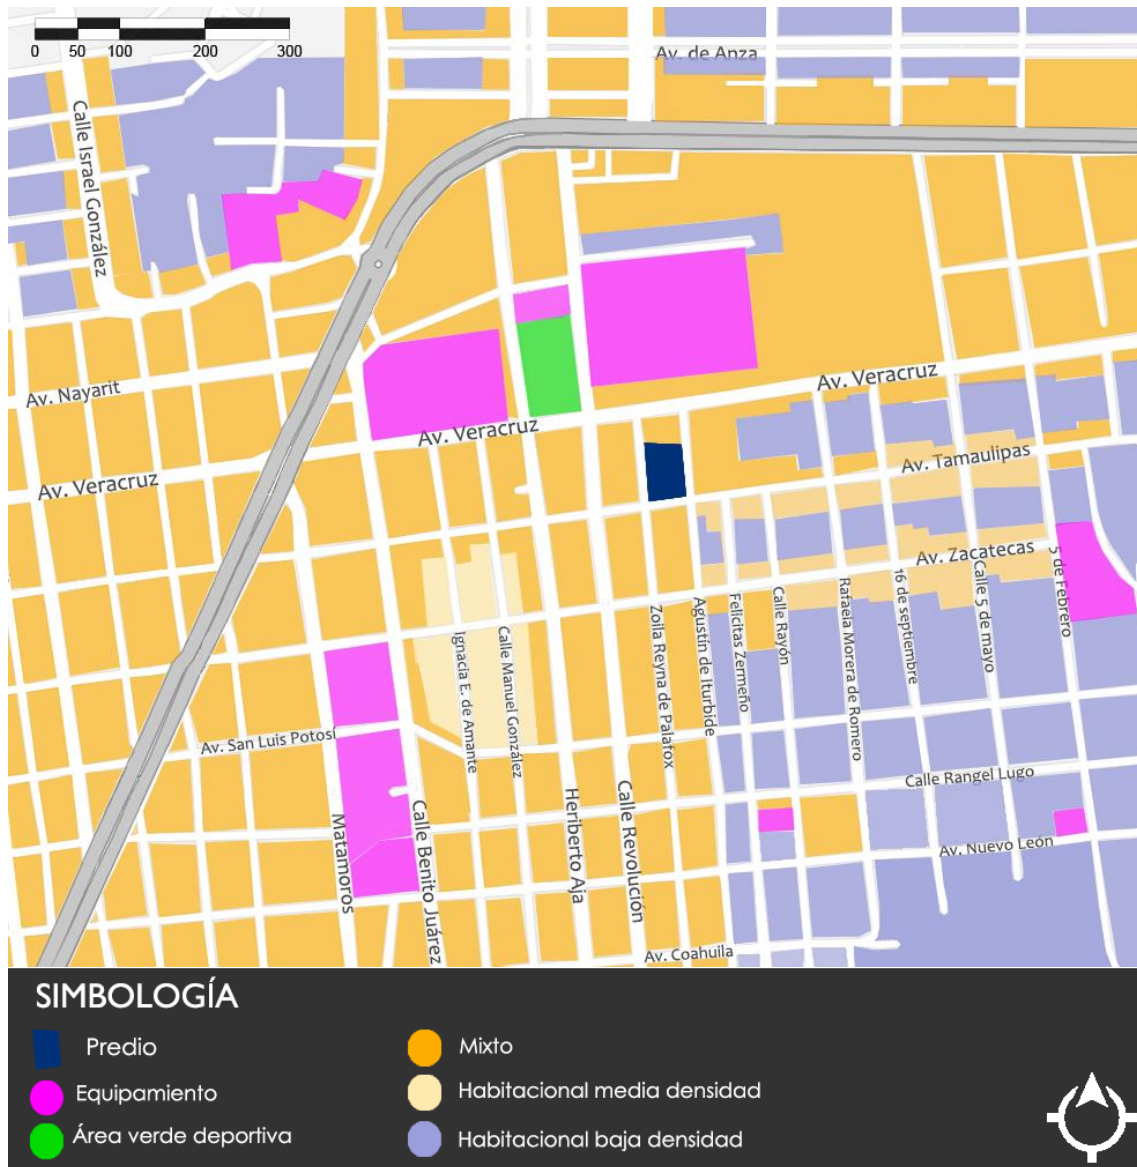 0 50 100 200 300
Av. de Anza
Calle Israel González
Av. Nayarit
Av. Veracruz
Av. Veracruz
Av. Veracruz
Av. Tamaulipas
Av. Zacatecas
5 de Febrero
Calle 5 de mayo
16 de septiembre
Rafaela Morera de Romero
Calle Rayón
Felicitas Zermeño
Agustín de Iturbide
Zoila Reyna de Palafox
Calle Manuel González
Ignacia E. de Amante
Av. San Luis Potosí
Calle Rangel Lugo
Av. Nuevo León
Matamoros
Calle Benito Juárez
Heriberto Aja
Calle Revolución
Av. Coahuila
SIMBOLOGÍA
Predio
Equipamiento
Área verde deportiva
Mixto
Habitacional media densidad
Habitacional baja densidad